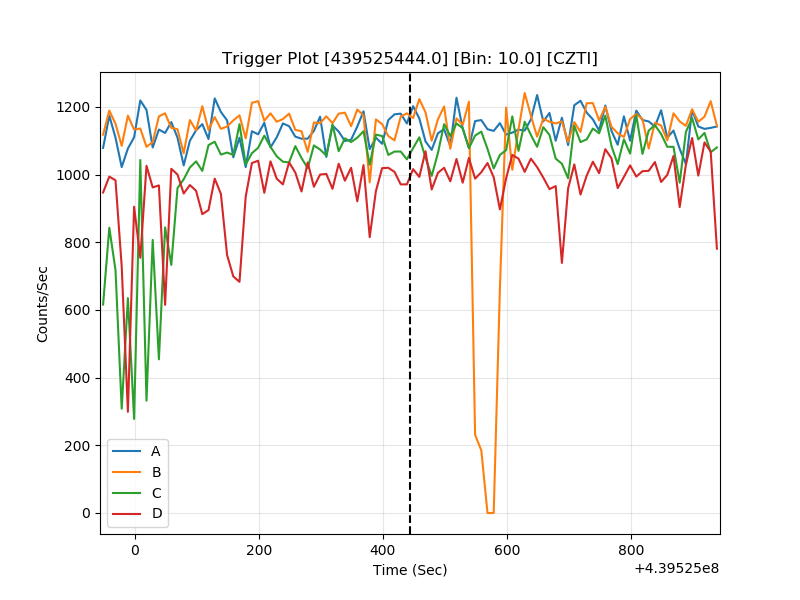 Trigger Plot [439525444.0] [Bin: 10.0] [CZTI]
Counts/Sec
1200
1000
800
600
400
200
0
A
B
C
D
0 200 400 600 800
Time (Sec)
+4.39525e8